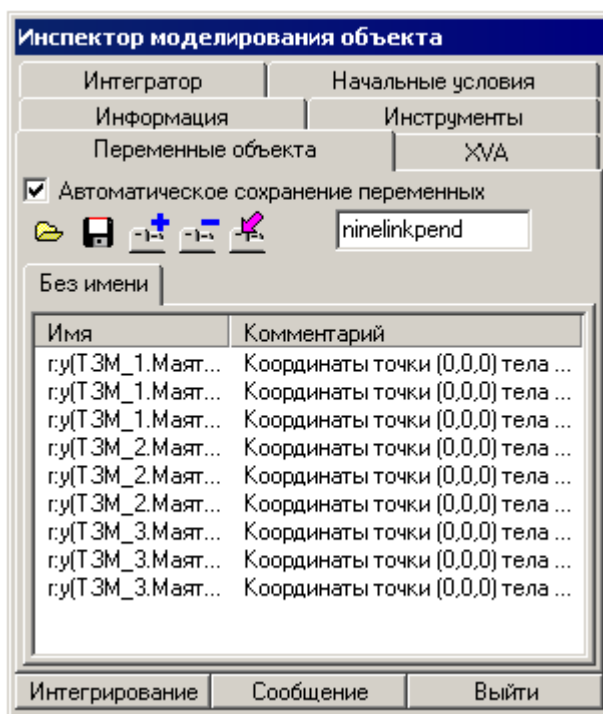 Инспектор моделирования объекта
Интегратор Начальные условия
Информация Инструменты
Переменные объекта XVA
Автоматическое сохранение переменных
ninelinkpend
Без имени
Имя Комментарий
r:y(ТЗМ_1.Маят... Координаты точки (0,0,0) тела ...
r:y(ТЗМ_1.Маят... Координаты точки (0,0,0) тела ...
r:y(ТЗМ_1.Маят... Координаты точки (0,0,0) тела ...
r:y(ТЗМ_2.Маят... Координаты точки (0,0,0) тела ...
r:y(ТЗМ_2.Маят... Координаты точки (0,0,0) тела ...
r:y(ТЗМ_2.Маят... Координаты точки (0,0,0) тела ...
r:y(ТЗМ_3.Маят... Координаты точки (0,0,0) тела ...
r:y(ТЗМ_3.Маят... Координаты точки (0,0,0) тела ...
r:y(ТЗМ_3.Маят... Координаты точки (0,0,0) тела ...
Интегрирование Сообщение Выйти